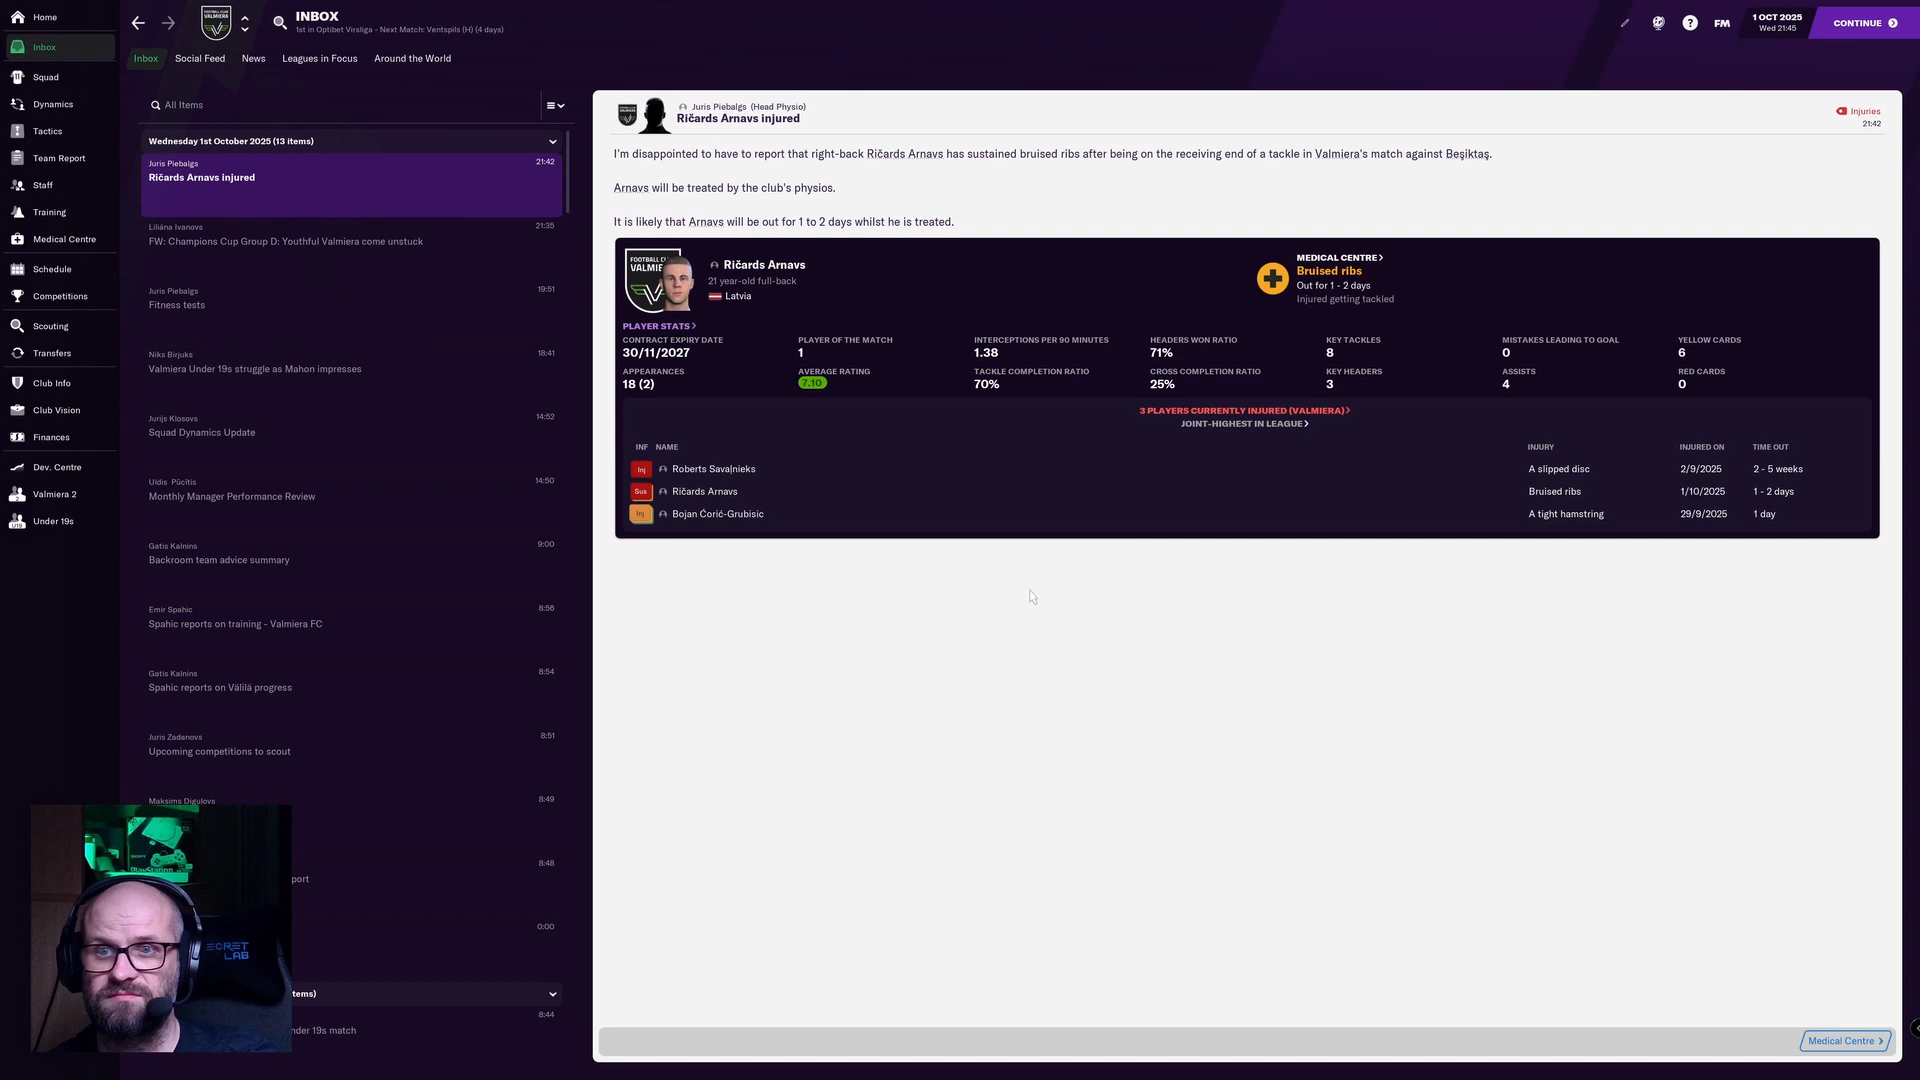 Home
Inbox
Squad
Dynamics
Tactics
Team Report
Staff
Training
Medical Centre
Schedule
Competitions
Scouting
Transfers
Club Info
Club Vision
Finances
Dev. Centre
Valmiera 2
Under 19s
FOOTBALL CLUB
VALMIERA
INBOX
1st in Optibet Virsliga - Next Match: Ventspils (H) (4 days)
FM
1 OCT 2025
Wed 21:45
CONTINUE
Inbox
Social Feed
News
Leagues in Focus
Around the World
All Items
Wednesday 1st October 2025 (13 items)
Juris Piebalgs
21:42
Ričards Arnavs injured
Liliána Ivanovs
21:35
FW: Champions Cup Group D: Youthful Valmiera come unstuck
Juris Piebalgs
19:51
Fitness tests
Niks Birjuks
18:41
Valmiera Under 19s struggle as Mahon impresses
Jurijs Klosovs
14:52
Squad Dynamics Update
Uldis Pūcītis
14:50
Monthly Manager Performance Review
Gatis Kalnins
9:00
Backroom team advice summary
Emir Spahic
8:56
Spahic reports on training - Valmiera FC
Gatis Kalnins
8:54
Spahic reports on Välilä progress
Juris Zadanovs
8:51
Upcoming competitions to scout
Maksims Digulovs
8:49
8:48
port
0:00
tems)
8:44
nder 19s match
Juris Piebalgs (Head Physio)
Ričards Arnavs injured
Injuries
21:42
I'm disappointed to have to report that right-back Ričards Arnavs has sustained bruised ribs after being on the receiving end of a tackle in Valmiera's match against Beşiktaş.
Arnavs will be treated by the club's physios.
It is likely that Arnavs will be out for 1 to 2 days whilst he is treated.
FOOTBALL CL
VALMIE
Ričards Arnavs
21 year-old full-back
Latvia
MEDICAL CENTRE
Bruised ribs
Out for 1 - 2 days
Injured getting tackled
PLAYER STATS
CONTRACT EXPIRY DATE
PLAYER OF THE MATCH
INTERCEPTIONS PER 90 MINUTES
HEADERS WON RATIO
KEY TACKLES
MISTAKES LEADING TO GOAL
YELLOW CARDS
30/11/2027
1
1.38
71%
8
0
6
APPEARANCES
AVERAGE RATING
TACKLE COMPLETION RATIO
CROSS COMPLETION RATIO
KEY HEADERS
ASSISTS
RED CARDS
18 (2)
7.10
70%
25%
3
4
0
3 PLAYERS CURRENTLY INJURED (VALMIERA)
JOINT-HIGHEST IN LEAGUE
INF
NAME
INJURY
INJURED ON
TIME OUT
Inj
Roberts Savaļnieks
A slipped disc
2/9/2025
2 - 5 weeks
Sus
Ričards Arnavs
Bruised ribs
1/10/2025
1 - 2 days
Inj
Bojan Ćorić-Grubisic
A tight hamstring
29/9/2025
1 day
Medical Centre
ECRET
LAB